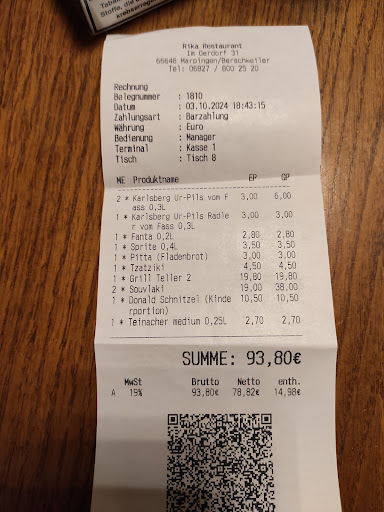 Tabak
Stoffe, die
krebserreg
Rika Restaurant
Im Oerdorf 31
66646 Marpingen/Berschweiler
Tel: 06827 / 800 25 20
Rechnung
Belegnummer : 1810
Datum : 03.10.2024 18:43:15
Zahlungsart : Barzahlung
Währung : Euro
Bedienung : Manager
Terminal : Kasse 1
Tisch : Tisch 8
ME Produktname EP GP
2 * Karlsberg Ur-Pils vom F 3,00 6,00
ass 0,3L
1 * Karlsberg Ur-Pils Radle 3,00 3,00
r vom Fass 0,3L
1 * Fanta 0,2L 2,80 2,80
1 * Sprite 0,4L 3,50 3,50
1 * Pitta (Fladenbrot) 3,00 3,00
1 * Tzatziki 4,50 4,50
1 * Grill Teller 2 19,80 19,80
2 * Souvlaki 19,00 38,00
1 * Donald Schnitzel (Kinde 10,50 10,50
rportion)
1 * Teinacher medium 0,25L 2,70 2,70
SUMME: 93,80€
MwSt Brutto Netto enth.
A 19% 93,80€ 78,82€ 14,98€